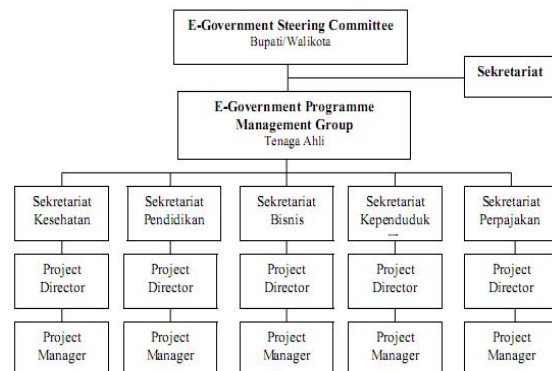 E-Government Steering Committee
Bupati/Walikota
Sekretariat
E-Government Programme
Management Group
Tenaga Ahli
Sekretariat
Kesehatan
Sekretariat
Pendidikan
Sekretariat
Bisnis
Sekretariat
Kependuduk
Sekretariat
Perpajakan
Project
Director
Project
Director
Project
Director
Project
Director
Project
Director
Project
Manager
Project
Manager
Project
Manager
Project
Manager
Project
Manager